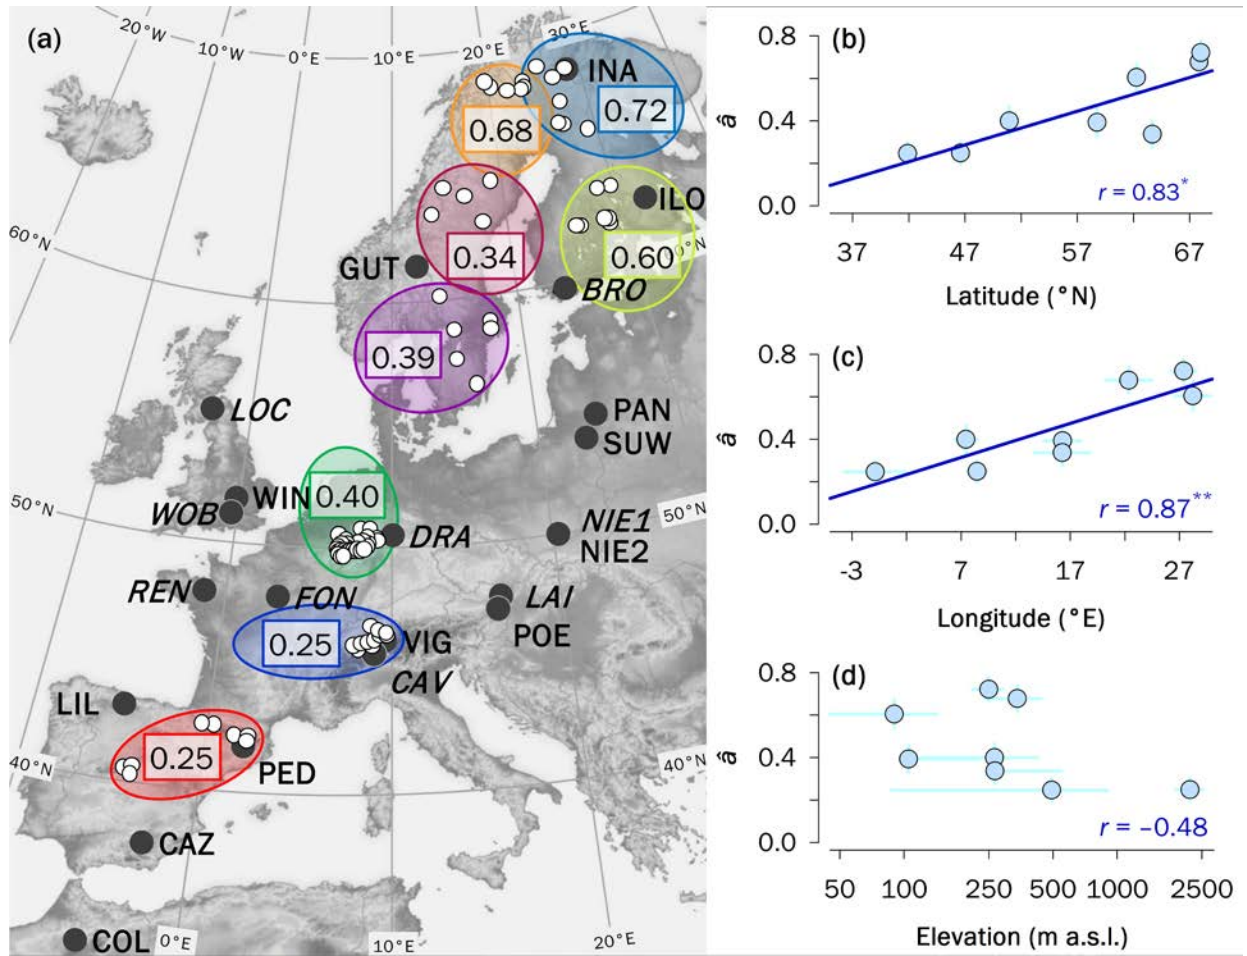 (a)
20°W
10°W
0°E
10°E
20°E
30°E
INA
0.72
0.68
ILO
0.34
0.60
60°N
GUT
BRO
0.39
LOC
PAN
SUW
0.40
WIN
WOB
50°N
DRA
NIE1
NIE2
50°N
REN
FON
LAI
POE
0.25
VIG
CAV
LIL
0.25
PED
40°N
40°N
CAZ
COL
0°E
10°E
20°E
(b)
0.8
0.4
0.0
â
r = 0.83*
37 47 57 67
Latitude (°N)
(c)
0.8
0.4
0.0
â
r = 0.87**
-3 7 17 27
Longitude (°E)
(d)
0.8
0.4
0.0
â
r = −0.48
50 100 250 500 1000 2500
Elevation (m a.s.l.)